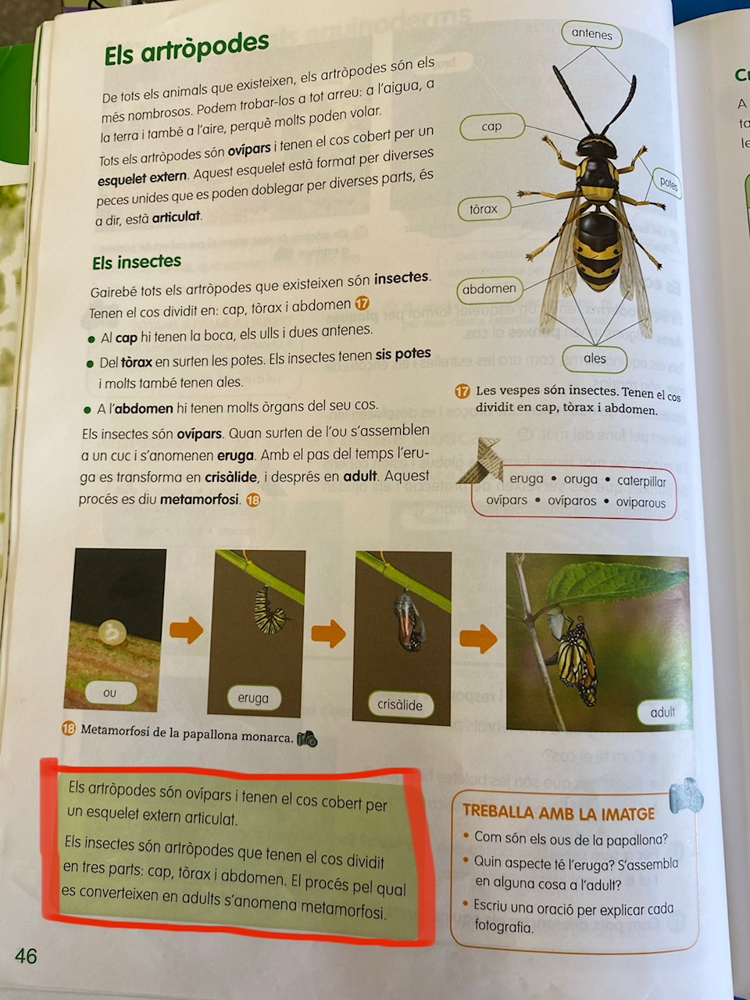 Els artròpodes
De tots els animals que existeixen, els artròpodes són els
més nombrosos. Podem trobar-los a tot arreu: a l'aigua, a
la terra i també a l'aire, perquè molts poden volar.
Tots els artròpodes són ovípars i tenen el cos cobert per un
esquelet extern. Aquest esquelet està format per diverses
peces unides que es poden doblegar per diverses parts, és
a dir, està articulat.
Els insectes
Gairebé tots els artròpodes que existeixen són insectes.
Tenen el cos dividit en: cap, tòrax i abdomen 17
• Al cap hi tenen la boca, els ulls i dues antenes.
• Del tòrax en surten les potes. Els insectes tenen sis potes
i molts també tenen ales.
• A l'abdomen hi tenen molts òrgans del seu cos.
Els insectes són ovípars. Quan surten de l'ou s'assemblen
a un cuc i s'anomenen eruga. Amb el pas del temps l'eru-
ga es transforma en crisàlide, i després en adult. Aquest
procés es diu metamorfosi. 18
antenes
cap
potes
tòrax
abdomen
ales
17 Les vespes són insectes. Tenen el cos
dividit en cap, tòrax i abdomen.
eruga • oruga • caterpillar
ovípars • ovíparos • oviparous
ou
eruga
crisàlide
adult
18 Metamorfosi de la papallona monarca.
Els artròpodes són ovípars i tenen el cos cobert per
un esquelet extern articulat.
Els insectes són artròpodes que tenen el cos dividit
en tres parts: cap, tòrax i abdomen. El procés pel qual
es converteixen en adults s'anomena metamorfosi.
TREBALLA AMB LA IMATGE
• Com són els ous de la papallona?
• Quin aspecte té l'eruga? S'assembla
en alguna cosa a l'adult?
• Escriu una oració per explicar cada
fotografia.
46